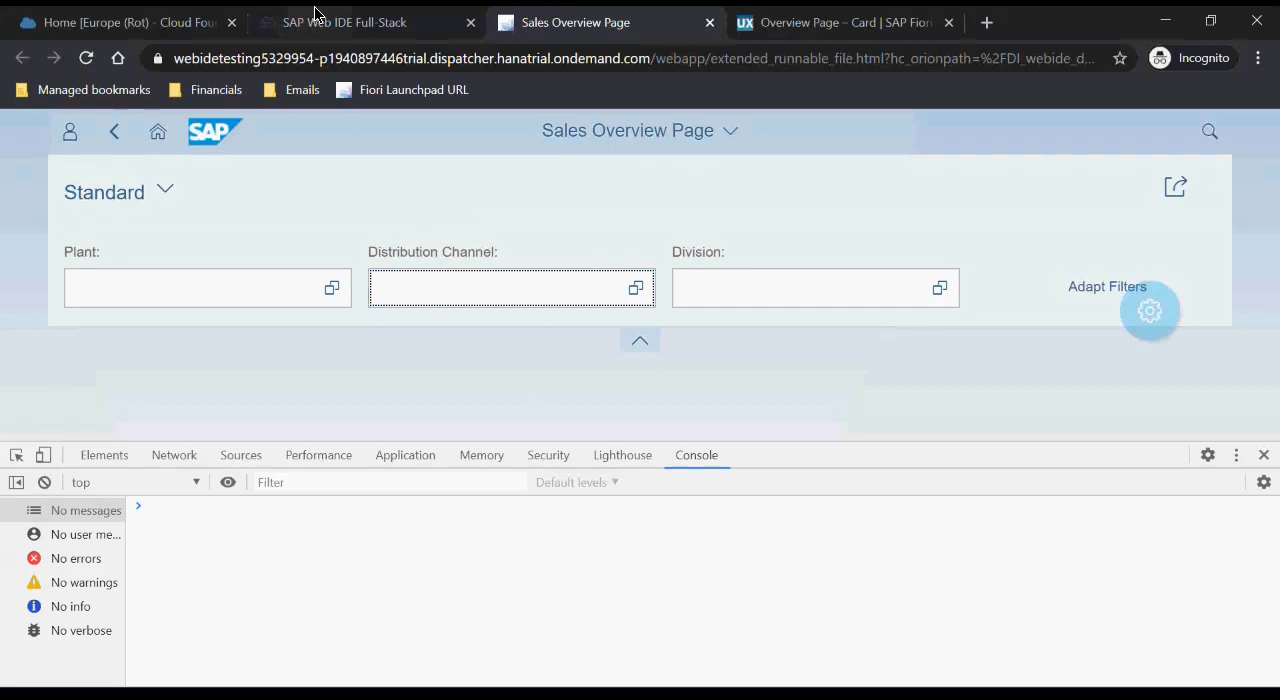 Home [Europe (Rot) - Cloud Fou
SAP Web IDE Full-Stack
Sales Overview Page
UX Overview Page – Card | SAP Fiori
webidetesting5329954-p1940897446trial.dispatcher.hanatrial.ondemand.com/webapp/extended_runnable_file.html?hc_orionpath=%2FDI_webide_d...
Incognito
Managed bookmarks
Financials
Emails
Fiori Launchpad URL
SAP
Sales Overview Page
Standard
Plant:
Distribution Channel:
Division:
Adapt Filters
Elements
Network
Sources
Performance
Application
Memory
Security
Lighthouse
Console
top
Filter
Default levels
No messages
No user me...
No errors
No warnings
No info
No verbose